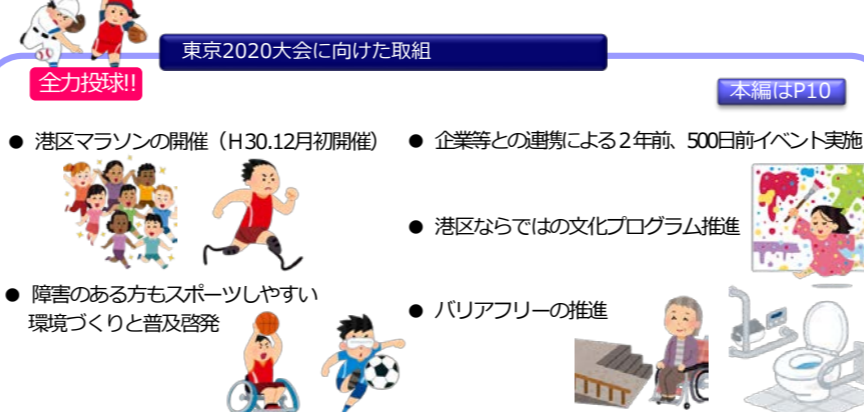 東京2020大会に向けた取組
全力投球!!
本編はP10
● 港区マラソンの開催（H30.12月初開催）
● 障害のある方もスポーツしやすい
環境づくりと普及啓発
● 企業等との連携による２年前、500日前イベント実施
● 港区ならではの文化プログラム推進
● バリアフリーの推進